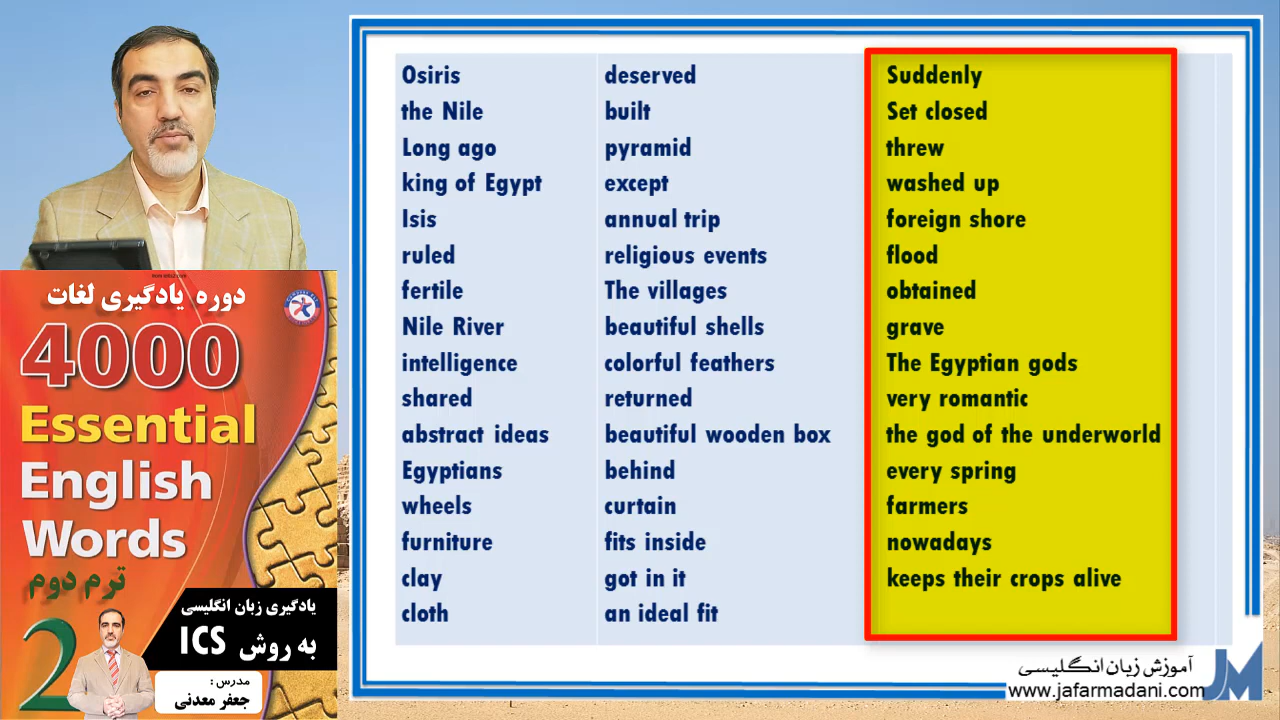 دوره یادگیری لغات
4000
Essential
English
Words
ترم دوم
2
یادگیری زبان انگلیسی
به روش ICS
مدرس :
جعفر معدنی
Osiris
the Nile
Long ago
king of Egypt
Isis
ruled
fertile
Nile River
intelligence
shared
abstract ideas
Egyptians
wheels
furniture
clay
cloth
deserved
built
pyramid
except
annual trip
religious events
The villages
beautiful shells
colorful feathers
returned
beautiful wooden box
behind
curtain
fits inside
got in it
an ideal fit
Suddenly
Set closed
threw
washed up
foreign shore
flood
obtained
grave
The Egyptian gods
very romantic
the god of the underworld
every spring
farmers
nowadays
keeps their crops alive
آموزش زبان انگلیسی
www.jafarmadani.com
JM